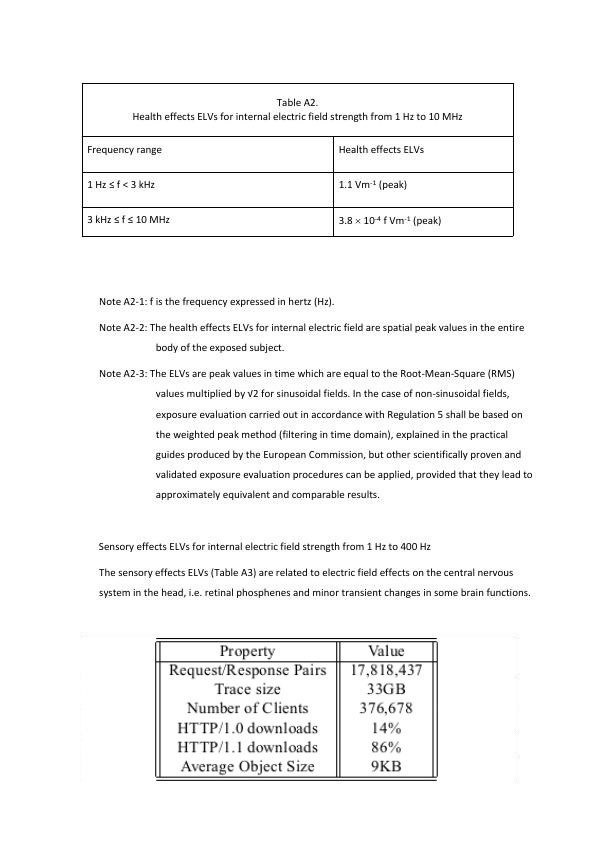 Table A2.
Health effects ELVs for internal electric field strength from 1 Hz to 10 MHz
Frequency range Health effects ELVs
1 Hz ≤ f < 3 kHz 1.1 Vm⁻¹ (peak)
3 kHz ≤ f ≤ 10 MHz 3.8 × 10⁻⁴ f Vm⁻¹ (peak)
Note A2-1: f is the frequency expressed in hertz (Hz).
Note A2-2: The health effects ELVs for internal electric field are spatial peak values in the entire
body of the exposed subject.
Note A2-3: The ELVs are peak values in time which are equal to the Root-Mean-Square (RMS)
values multiplied by √2 for sinusoidal fields. In the case of non-sinusoidal fields,
exposure evaluation carried out in accordance with Regulation 5 shall be based on
the weighted peak method (filtering in time domain), explained in the practical
guides produced by the European Commission, but other scientifically proven and
validated exposure evaluation procedures can be applied, provided that they lead to
approximately equivalent and comparable results.
Sensory effects ELVs for internal electric field strength from 1 Hz to 400 Hz
The sensory effects ELVs (Table A3) are related to electric field effects on the central nervous
system in the head, i.e. retinal phosphenes and minor transient changes in some brain functions.
Property Value
Request/Response Pairs 17,818,437
Trace size 33GB
Number of Clients 376,678
HTTP/1.0 downloads 14%
HTTP/1.1 downloads 86%
Average Object Size 9KB